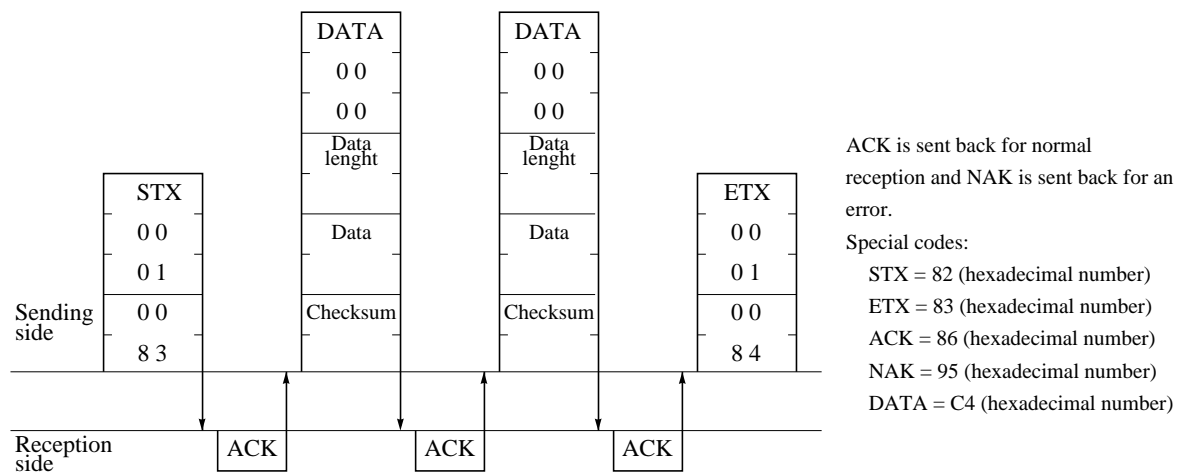 STX
0 0
0 1
0 0
8 3
DATA
0 0
0 0
Data
lenght
Data
Checksum
DATA
0 0
0 0
Data
lenght
Data
Checksum
ETX
0 0
0 1
0 0
8 4
Sending
side
Reception
side
ACK
ACK
ACK
ACK is sent back for normal
reception and NAK is sent back for an
error.
Special codes:
STX = 82 (hexadecimal number)
ETX = 83 (hexadecimal number)
ACK = 86 (hexadecimal number)
NAK = 95 (hexadecimal number)
DATA = C4 (hexadecimal number)